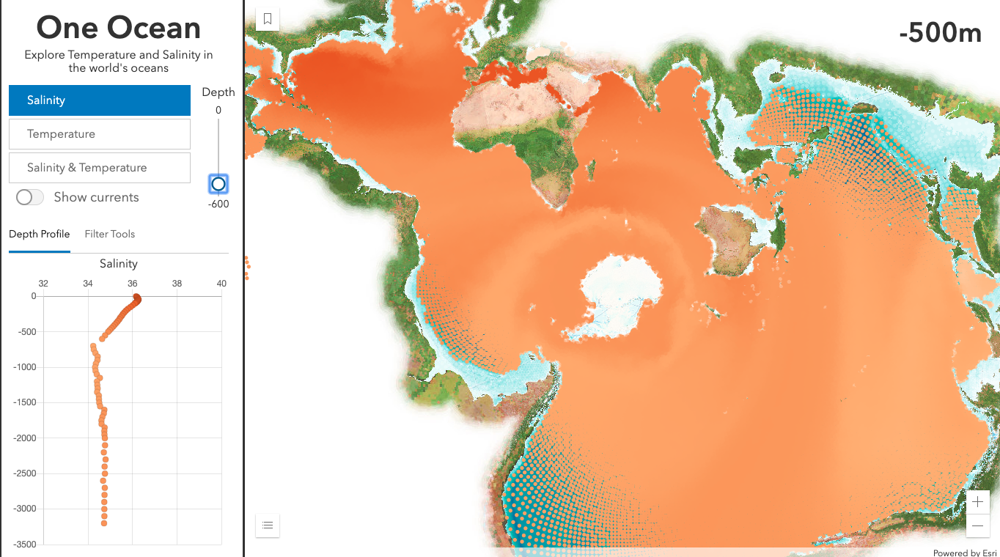 One Ocean
Explore Temperature and Salinity in
the world's oceans
Salinity
Temperature
Salinity & Temperature
Show currents
Depth
0
-600
Depth Profile
Filter Tools
Salinity
32 34 36 38 40
0
-500
-1000
-1500
-2000
-2500
-3000
-3500
-500m
Powered by Esri